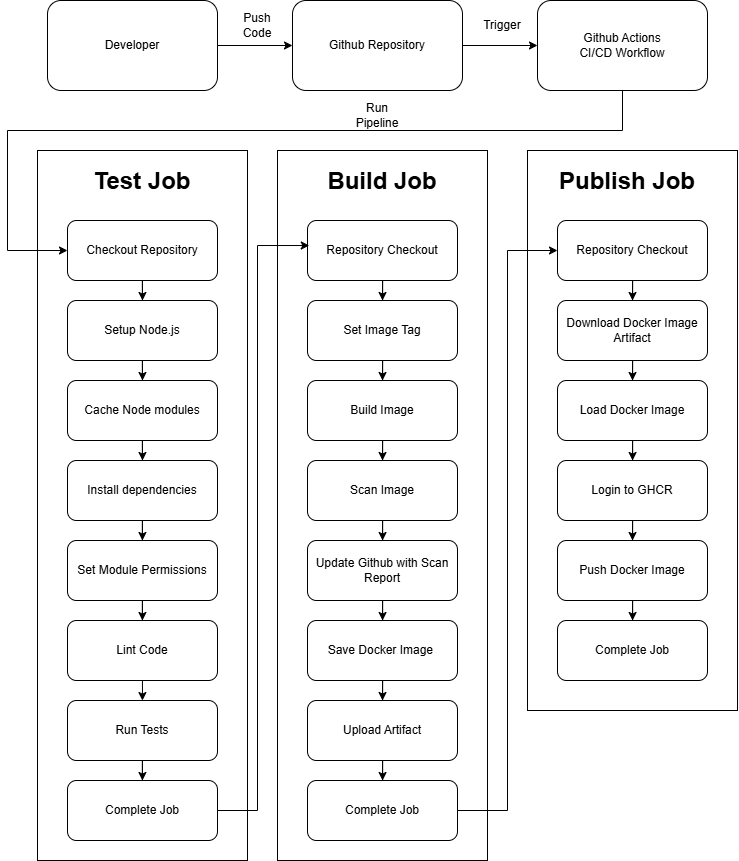 Developer
Push
Code
Github Repository
Trigger
Github Actions
CI/CD Workflow
Run
Pipeline
Test Job
Checkout Repository
Setup Node.js
Cache Node modules
Install dependencies
Set Module Permissions
Lint Code
Run Tests
Complete Job
Build Job
Repository Checkout
Set Image Tag
Build Image
Scan Image
Update Github with Scan
Report
Save Docker Image
Upload Artifact
Complete Job
Publish Job
Repository Checkout
Download Docker Image
Artifact
Load Docker Image
Login to GHCR
Push Docker Image
Complete Job